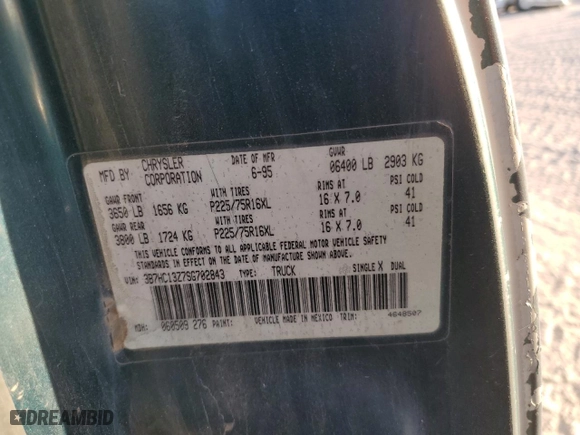 MFD BY: CHRYSLER CORPORATION DATE OF MFR 6-95 GVWR 06400 LB 2903 KG
GAWR FRONT WITH TIRES RIMS AT PSI COLD
3650 LB 1656 KG P225/75R16XL 16 X 7.0 41
GAWR REAR WITH TIRES RIMS AT PSI COLD
3800 LB 1724 KG P225/75R16XL 16 X 7.0 41
THIS VEHICLE CONFORMS TO ALL APPLICABLE FEDERAL MOTOR VEHICLE SAFETY
STANDARDS IN EFFECT ON THE DATE OF MANUFACTURE SHOWN ABOVE.
VIN: 3B7HC13Z7SG702843 TYPE: TRUCK SINGLE X DUAL
MDH: 060509 276 PAINT: VEHICLE MADE IN MEXICO TRIM: 4648507
DREAMBID